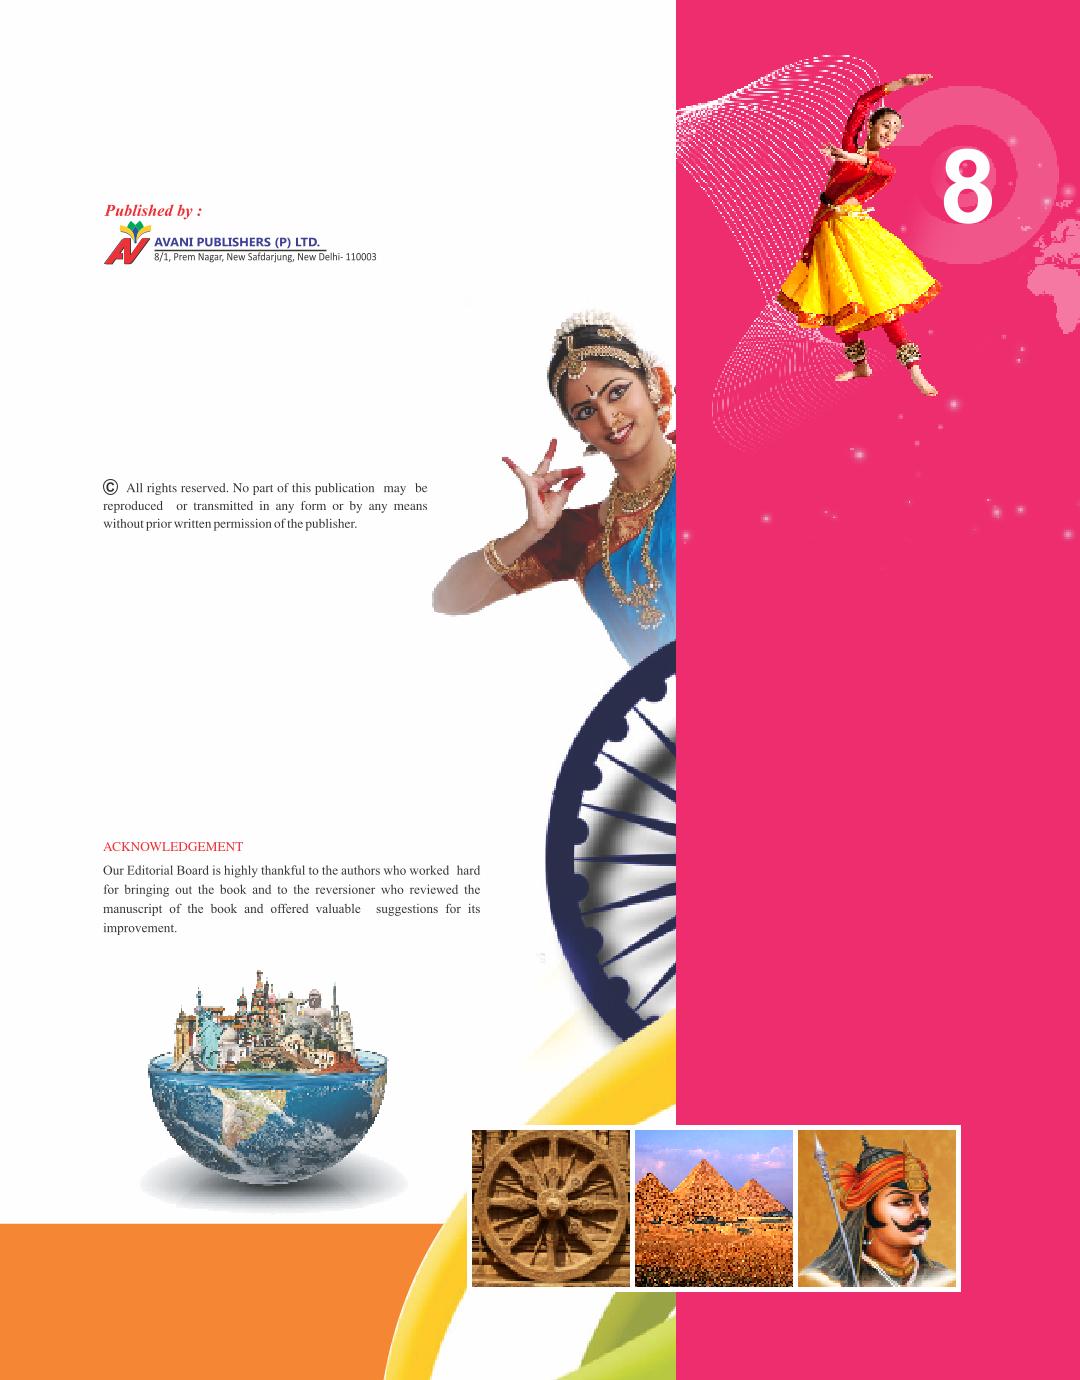 8
Published by :
AV
AVANI PUBLISHERS (P) LTD.
8/1, Prem Nagar, New Safdarjung, New Delhi- 110003
© All rights reserved. No part of this publication may be
reproduced or transmitted in any form or by any means
without prior written permission of the publisher.
ACKNOWLEDGEMENT
Our Editorial Board is highly thankful to the authors who worked hard
for bringing out the book and to the reversioner who reviewed the
manuscript of the book and offered valuable suggestions for its
improvement.